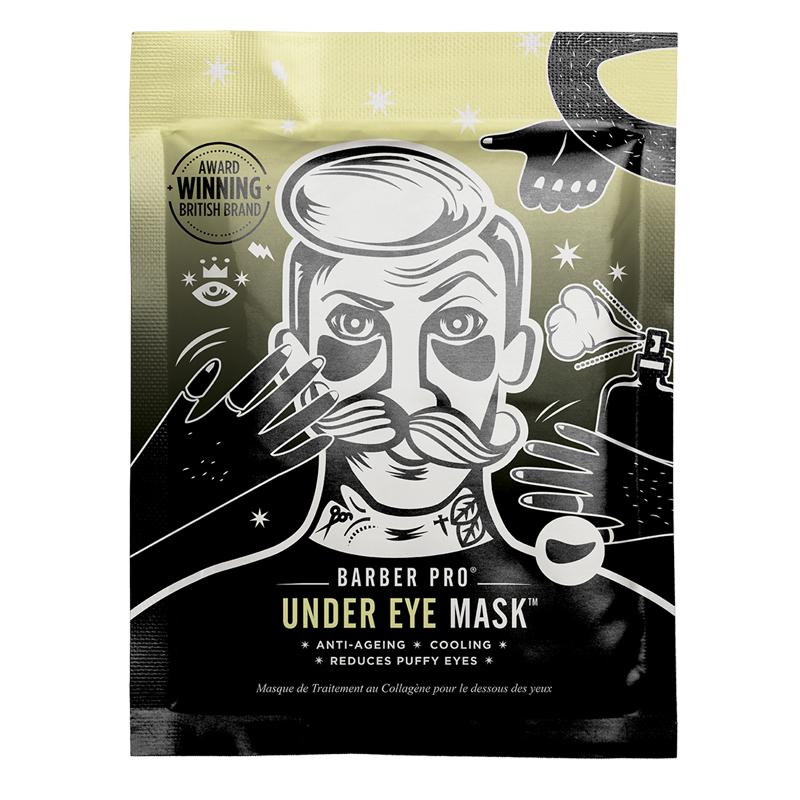 AWARD
WINNING
BRITISH BRAND
BARBER PRO®
UNDER EYE MASK™
* ANTI-AGEING * COOLING *
* REDUCES PUFFY EYES *
Masque de Traitement au Collagène pour le dessous des yeux